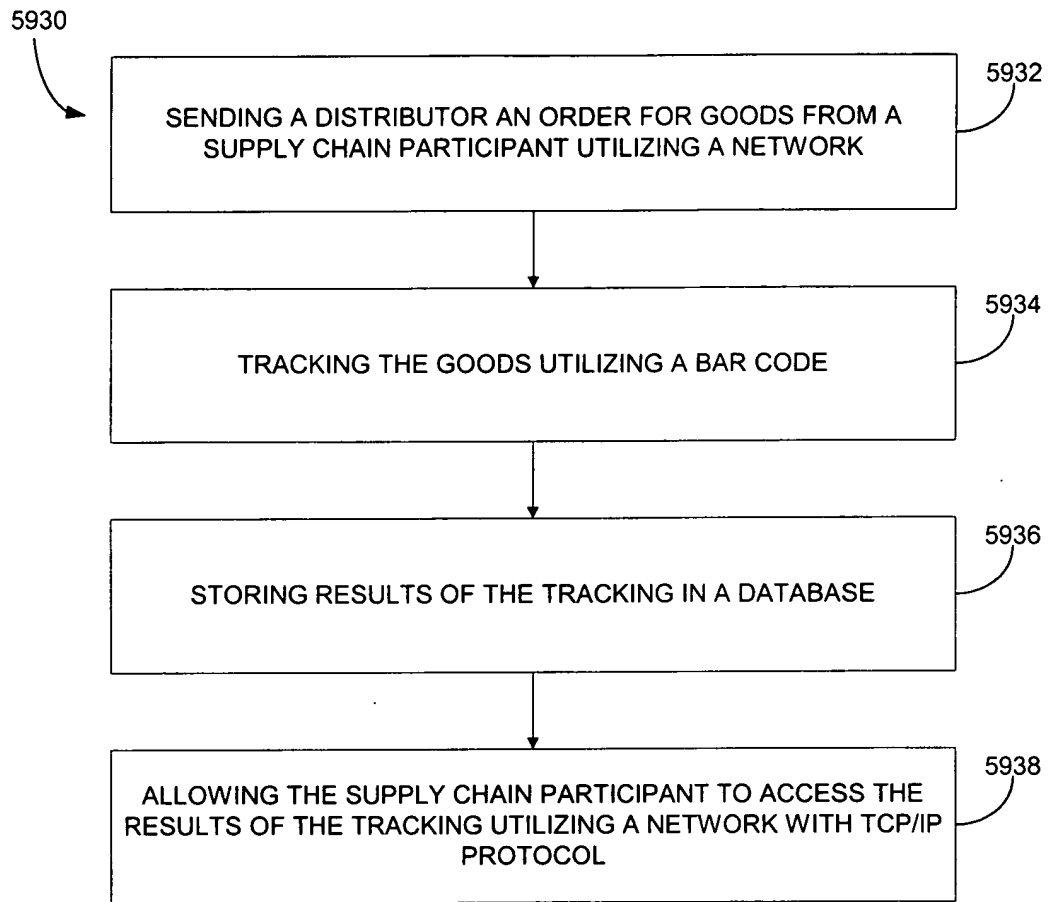 5930
5932
SENDING A DISTRIBUTOR AN ORDER FOR GOODS FROM A
SUPPLY CHAIN PARTICIPANT UTILIZING A NETWORK
5934
TRACKING THE GOODS UTILIZING A BAR CODE
5936
STORING RESULTS OF THE TRACKING IN A DATABASE
5938
ALLOWING THE SUPPLY CHAIN PARTICIPANT TO ACCESS THE
RESULTS OF THE TRACKING UTILIZING A NETWORK WITH TCP/IP
PROTOCOL